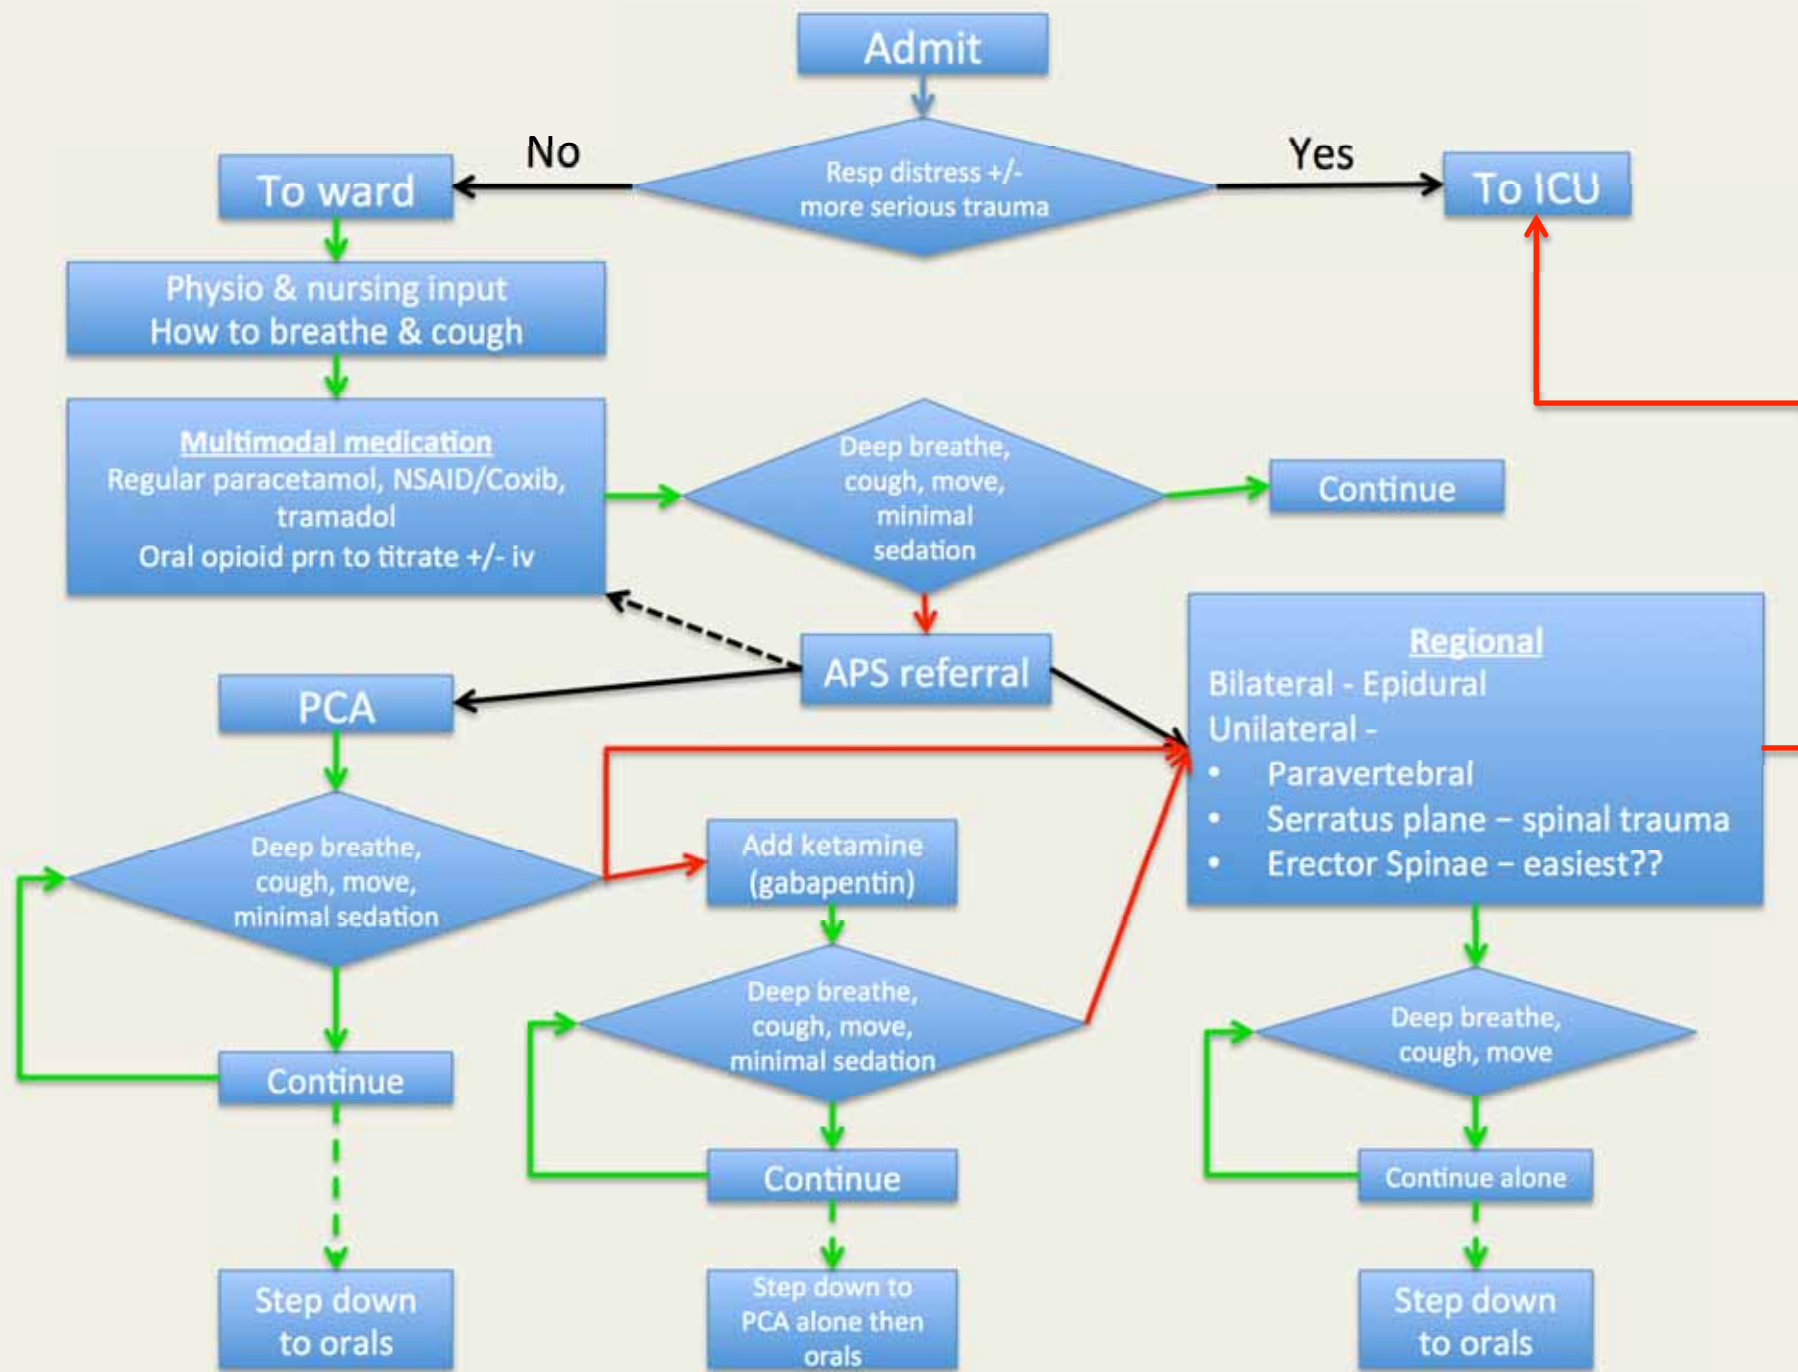 Admit
No
Yes
To ward
Resp distress +/-
more serious trauma
To ICU
Physio & nursing input
How to breathe & cough
Multimodal medication
Regular paracetamol, NSAID/Coxib,
tramadol
Oral opioid prn to titrate +/- iv
Deep breathe,
cough, move,
minimal
sedation
Continue
APS referral
PCA
Regional
Bilateral - Epidural
Unilateral -
• Paravertebral
• Serratus plane – spinal trauma
• Erector Spinae – easiest??
Deep breathe,
cough, move,
minimal sedation
Add ketamine
(gabapentin)
Deep breathe,
cough, move,
minimal sedation
Deep breathe,
cough, move
Continue
Continue
Continue alone
Step down
to orals
Step down to
PCA alone then
orals
Step down
to orals